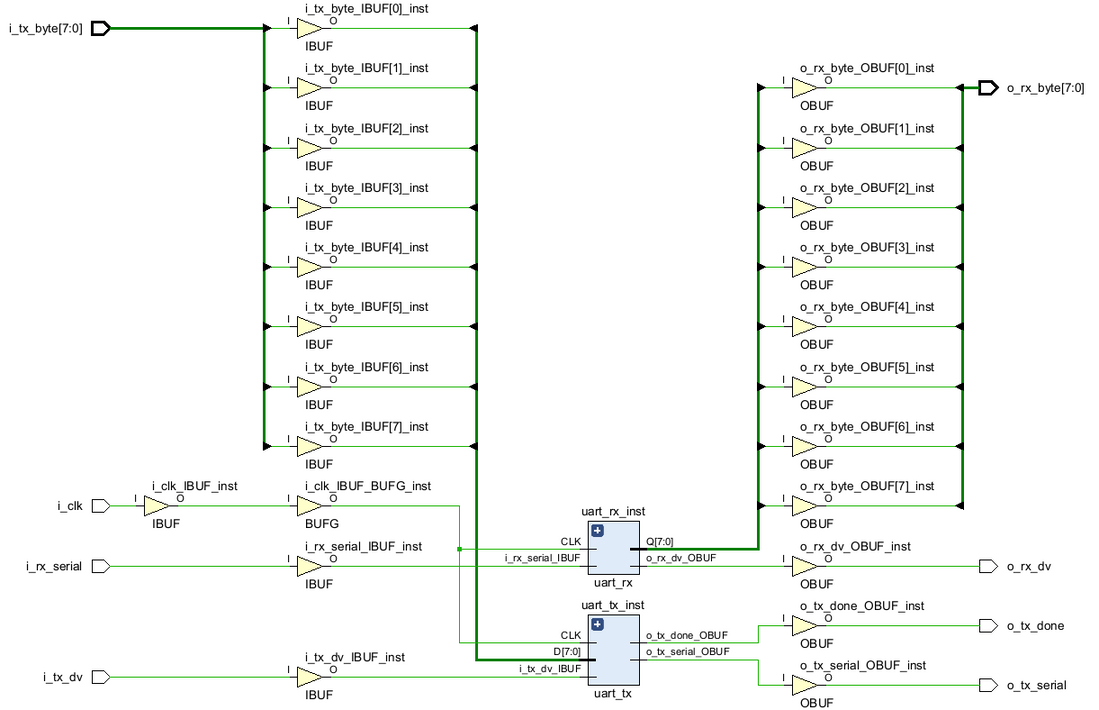 i_tx_byte[7:0]
i_tx_byte_IBUF[0]_inst
I
O
IBUF
i_tx_byte_IBUF[1]_inst
I
O
IBUF
i_tx_byte_IBUF[2]_inst
I
O
IBUF
i_tx_byte_IBUF[3]_inst
I
O
IBUF
i_tx_byte_IBUF[4]_inst
I
O
IBUF
i_tx_byte_IBUF[5]_inst
I
O
IBUF
i_tx_byte_IBUF[6]_inst
I
O
IBUF
i_tx_byte_IBUF[7]_inst
I
O
IBUF
i_clk
i_clk_IBUF_inst
I
O
IBUF
i_clk_IBUF_BUFG_inst
I
O
BUFG
i_rx_serial
i_rx_serial_IBUF_inst
I
O
IBUF
i_tx_dv
i_tx_dv_IBUF_inst
I
O
IBUF
uart_rx_inst
CLK
Q[7:0]
i_rx_serial_IBUF
o_rx_dv_OBUF
uart_rx
uart_tx_inst
CLK
o_tx_done_OBUF
D[7:0]
o_tx_serial_OBUF
i_tx_dv_IBUF
uart_tx
o_rx_byte_OBUF[0]_inst
I
O
OBUF
o_rx_byte[7:0]
o_rx_byte_OBUF[1]_inst
I
O
OBUF
o_rx_byte_OBUF[2]_inst
I
O
OBUF
o_rx_byte_OBUF[3]_inst
I
O
OBUF
o_rx_byte_OBUF[4]_inst
I
O
OBUF
o_rx_byte_OBUF[5]_inst
I
O
OBUF
o_rx_byte_OBUF[6]_inst
I
O
OBUF
o_rx_byte_OBUF[7]_inst
I
O
OBUF
o_rx_dv_OBUF_inst
I
O
OBUF
o_rx_dv
o_tx_done_OBUF_inst
I
O
OBUF
o_tx_done
o_tx_serial_OBUF_inst
I
O
OBUF
o_tx_serial